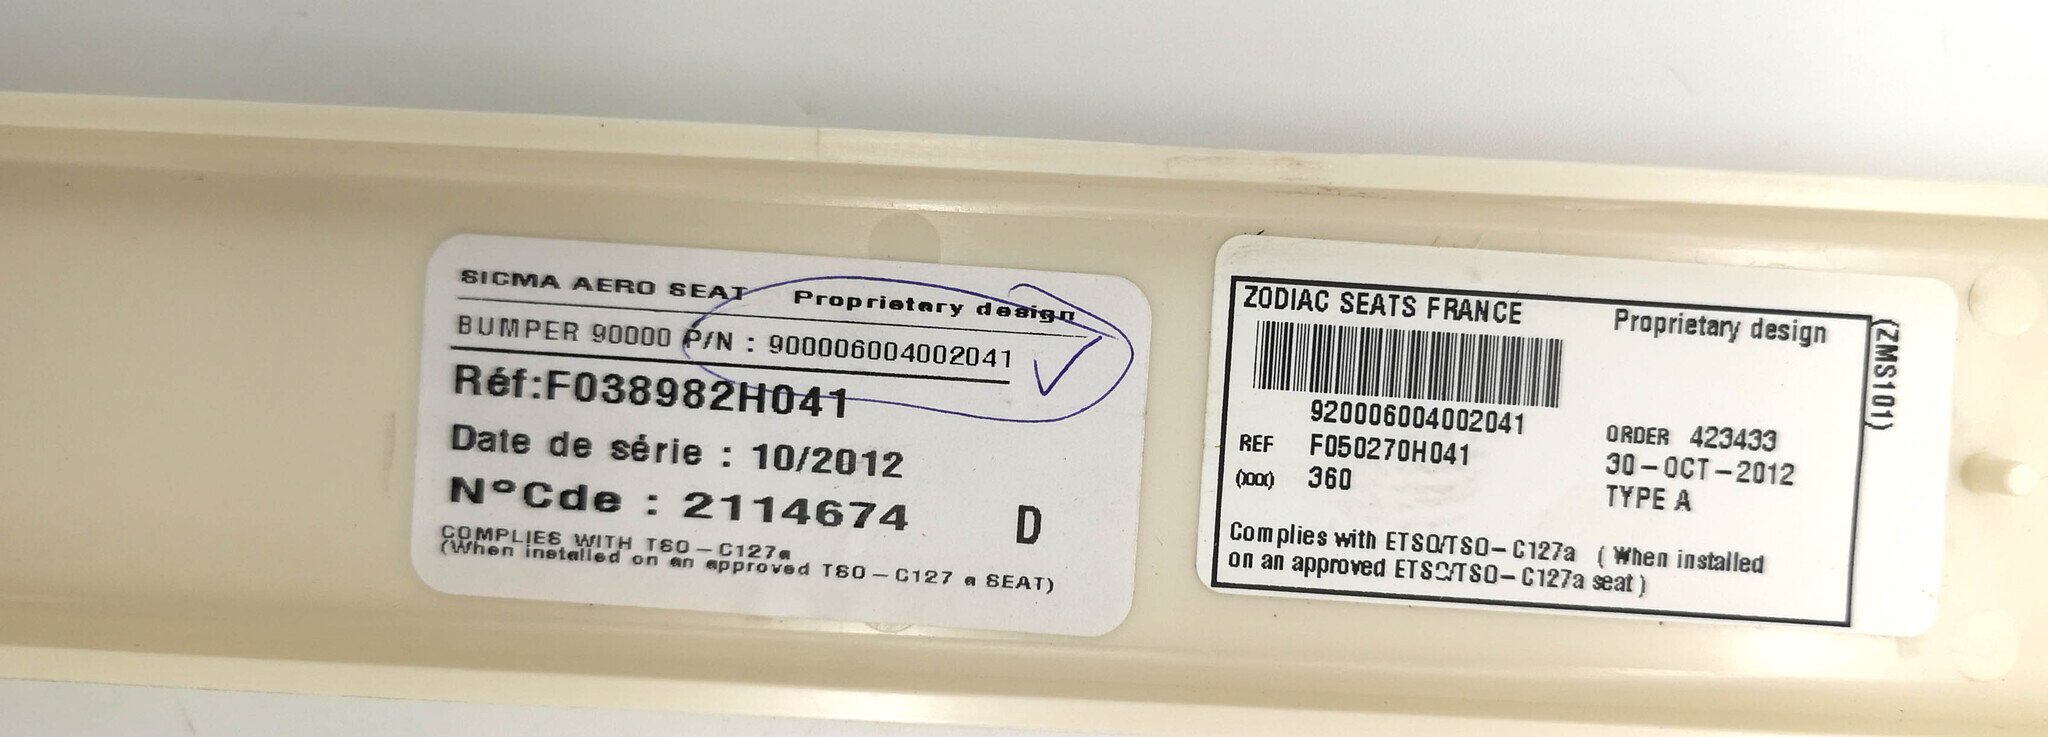 SICMA AERO SEAT Proprietary design
BUMPER 90000 P/N : 900006004002041
Réf:F038982H041
Date de série : 10/2012
N°Cde : 2114674 D
COMPLIES WITH TSO-C127a
(When installed on an approved TSO-C127 a SEAT)
ZODIAC SEATS FRANCE Proprietary design
(ZMS1101)
920006004002041
REF F050270H041
(xxxx) 360
ORDER 423433
30-OCT-2012
TYPE A
Complies with ETSO/TSO-C127a (When installed
on an approved ETSO/TSO-C127a seat)